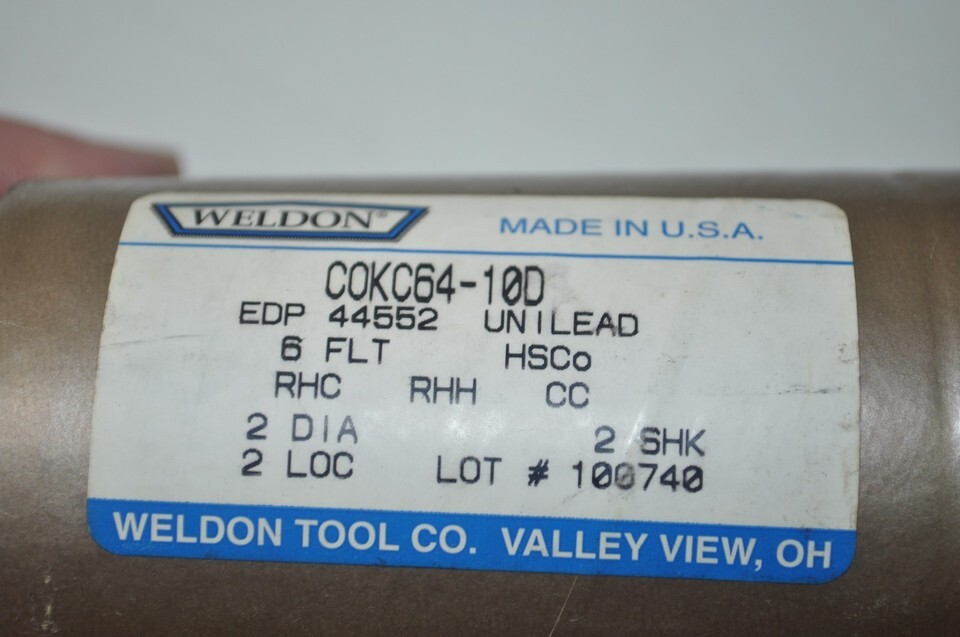 WELDON® MADE IN U.S.A.
COKC64-10D
EDP 44552 UNILEAD
6 FLT HSCo
RHC RHH CC
2 DIA 2 SHK
2 LOC LOT # 100740
WELDON TOOL CO. VALLEY VIEW, OH